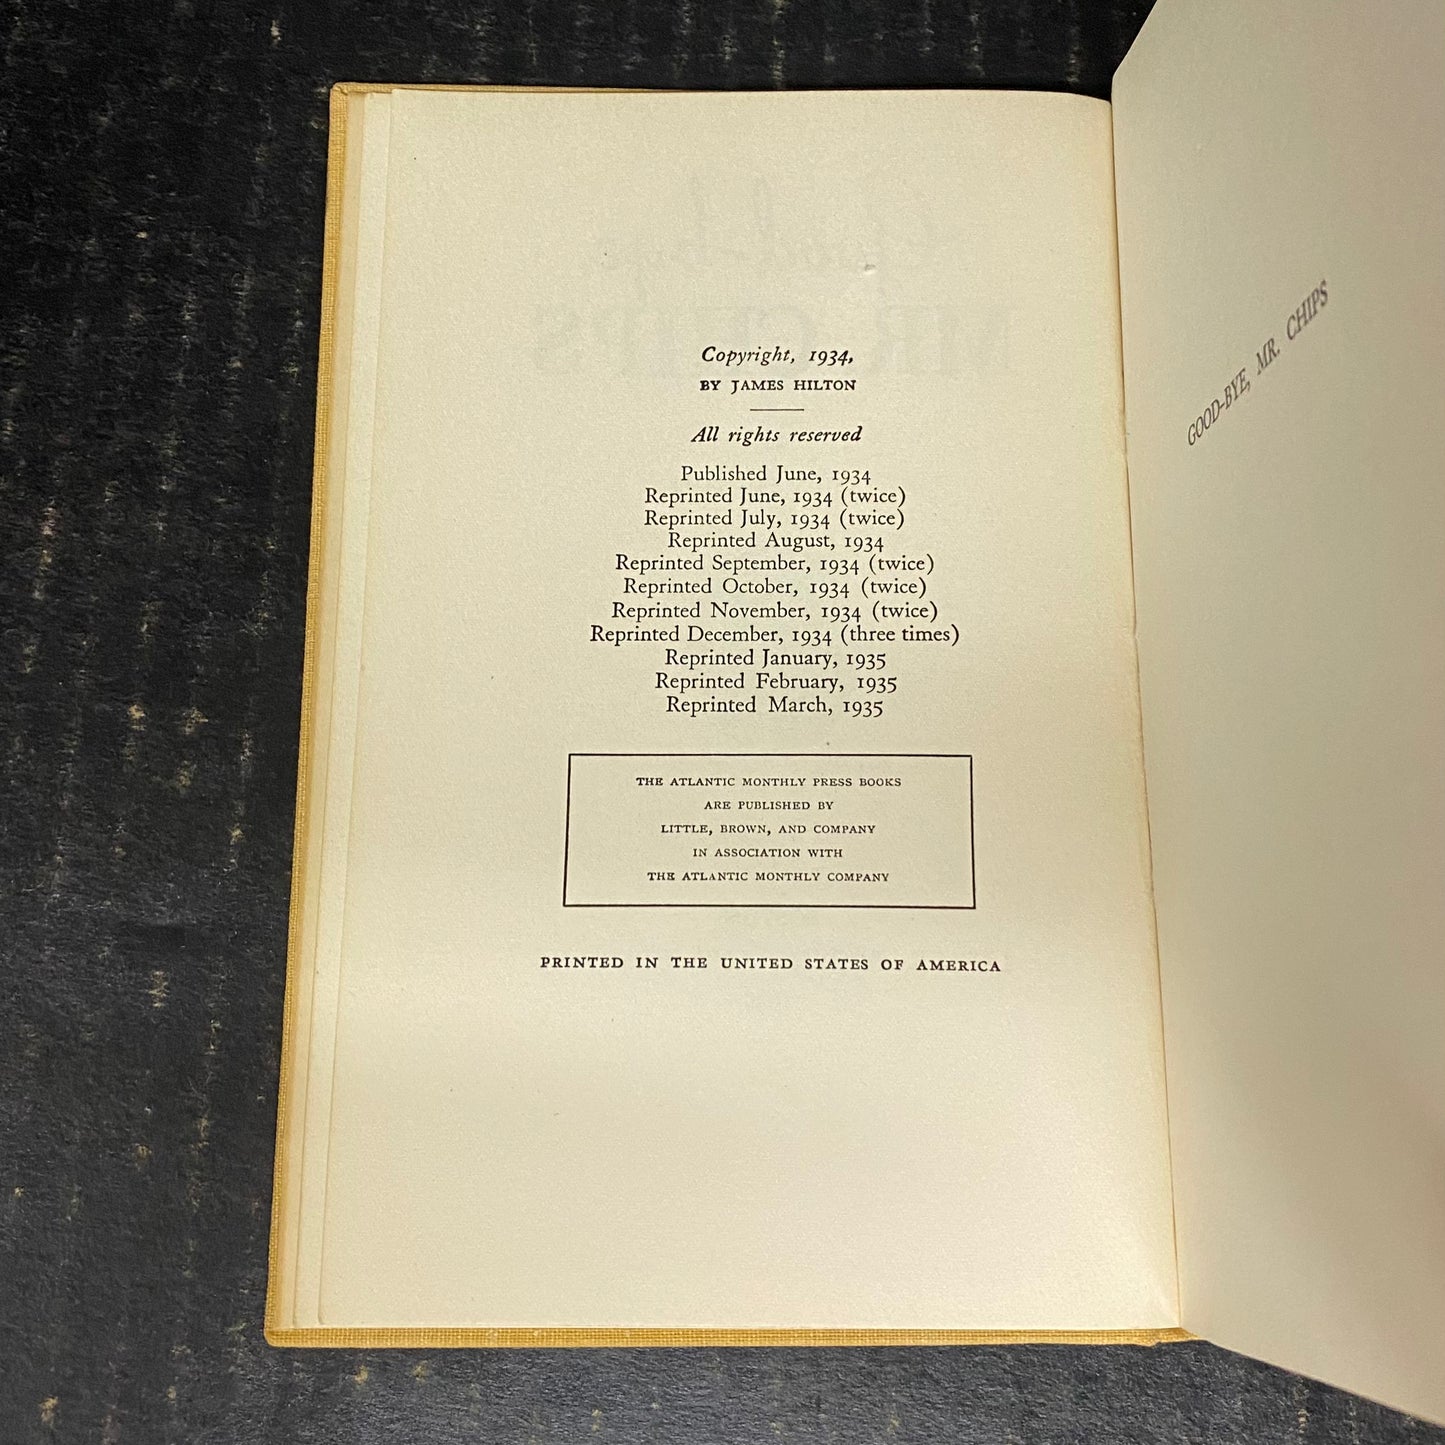 Copyright, 1934,
BY JAMES HILTON
All rights reserved
Published June, 1934
Reprinted June, 1934 (twice)
Reprinted July, 1934 (twice)
Reprinted August, 1934
Reprinted September, 1934 (twice)
Reprinted October, 1934 (twice)
Reprinted November, 1934 (twice)
Reprinted December, 1934 (three times)
Reprinted January, 1935
Reprinted February, 1935
Reprinted March, 1935
THE ATLANTIC MONTHLY PRESS BOOKS
ARE PUBLISHED BY
LITTLE, BROWN, AND COMPANY
IN ASSOCIATION WITH
THE ATLANTIC MONTHLY COMPANY
PRINTED IN THE UNITED STATES OF AMERICA
GOOD-BYE, MR. CHIPS